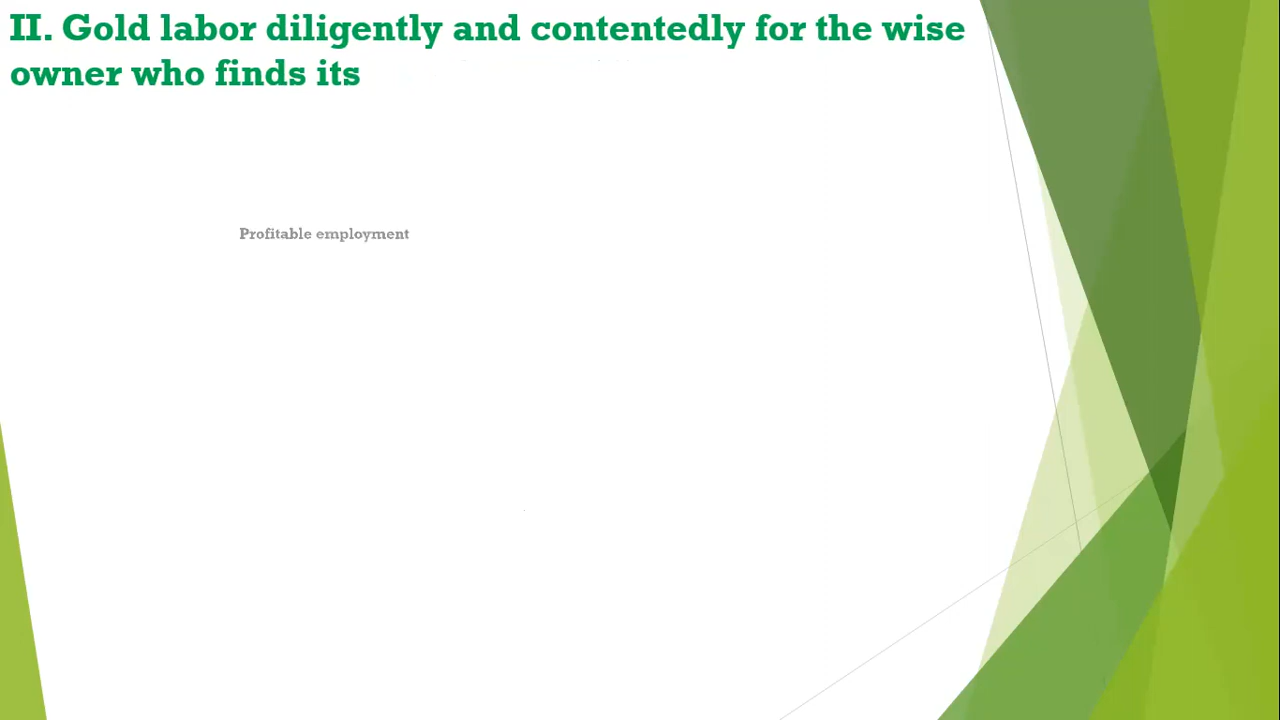 II. Gold labor diligently and contentedly for the wise
owner who finds its
Profitable employment